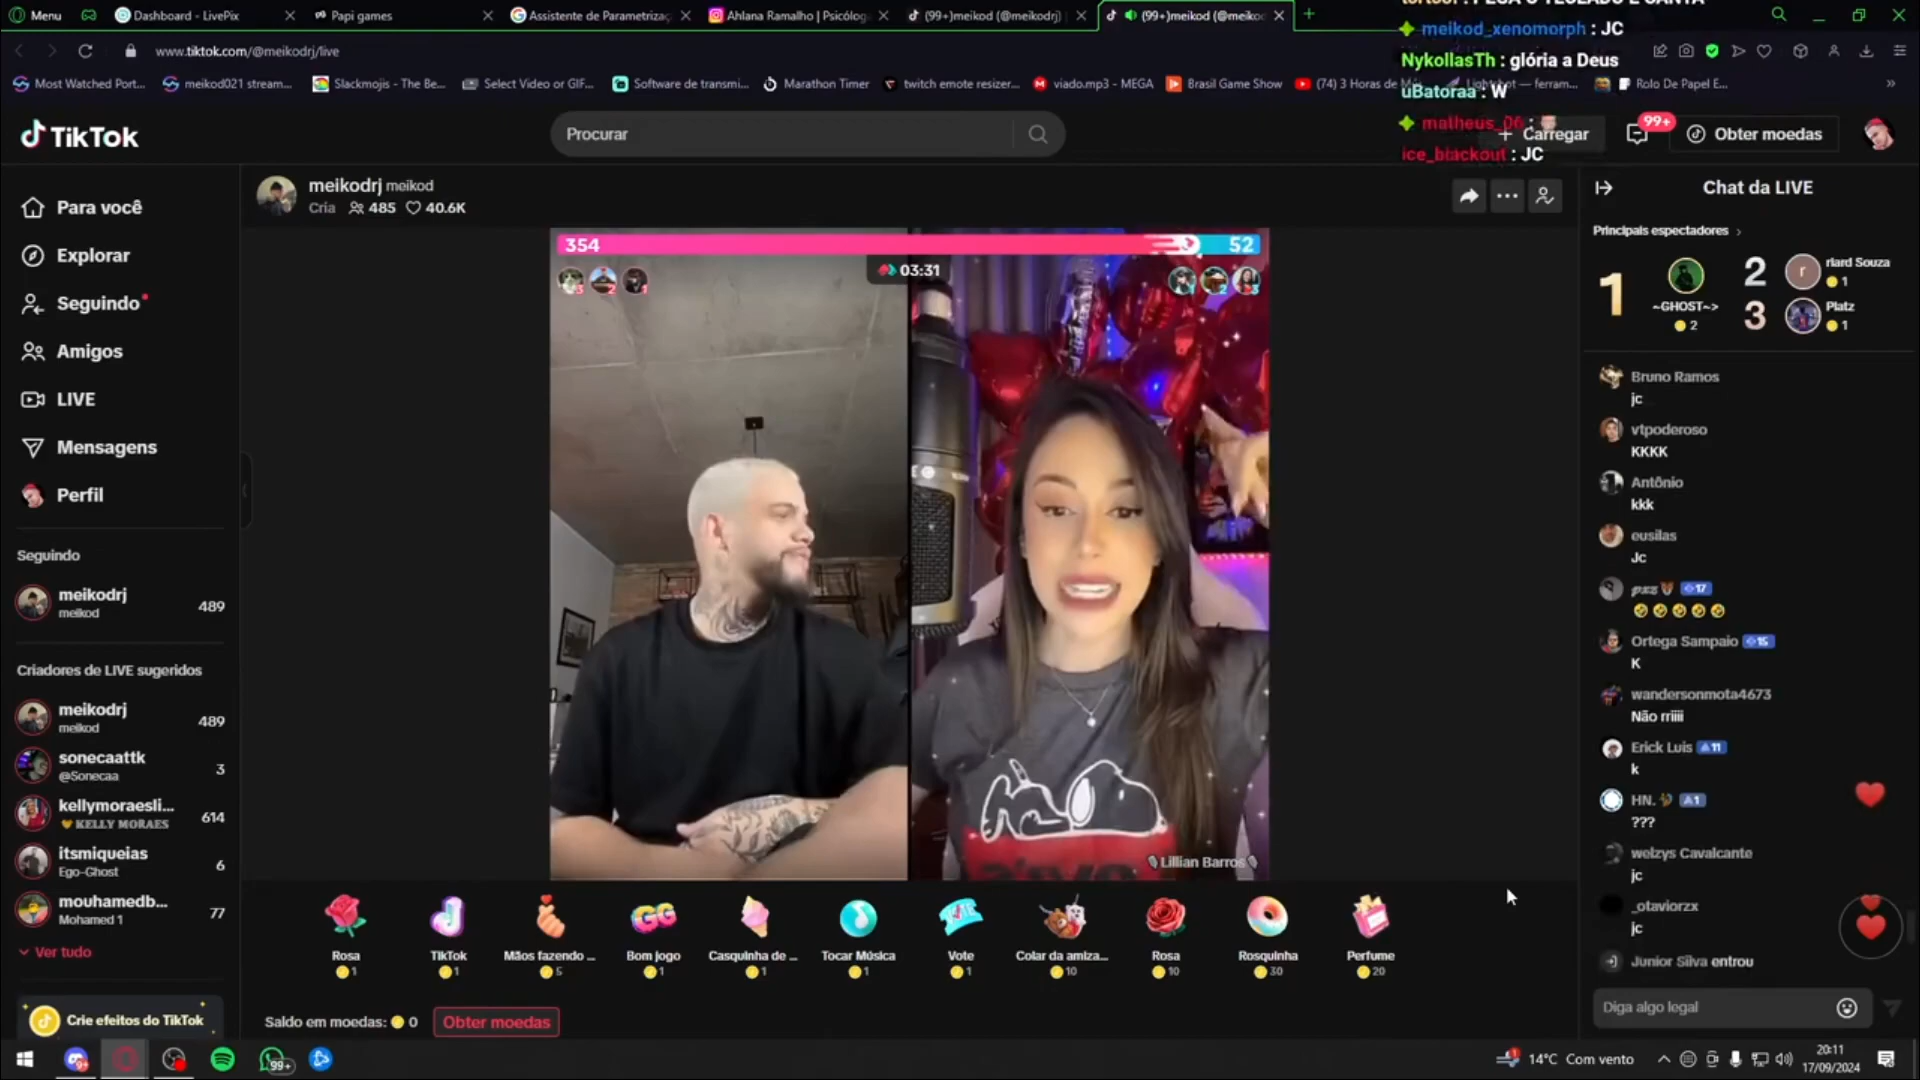 Menu
Dashboard - LivePix
Papi games
Assistente de Parametrizaç
Ahlana Ramalho | Psicólog
(99+)meikod (@meikodrj)
(99+)meikod (@meiko
www.tiktok.com/@meikodrj/live
Most Watched Port...
meikod021 stream...
Slackmojis - The Be...
Select Video or GIF...
Software de transmi...
Marathon Timer
twitch emote resizer...
viado.mp3 - MEGA
Brasil Game Show
(74) 3 Horas de
Lightshot — ferram...
Rolo De Papel E...
meikod_xenomorph : JC
NykollasTh : glória a Deus
uBatoraa : W
matheus_06 :
ice_blackout : JC
TikTok
Procurar
Carregar
99+
Obter moedas
Para você
Explorar
Seguindo
Amigos
LIVE
Mensagens
Perfil
Seguindo
meikodrj
meikod
489
Criadores de LIVE sugeridos
meikodrj
meikod
489
sonecaattk
@Sonecaa
3
kellymoraesli...
KELLY MORAES
614
itsmiqueias
Ego-Ghost
6
mouhamedb...
Mohamed 1
77
Ver tudo
Crie efeitos do TikTok
meikodrj meikod
Cria 485 40.6K
354
52
03:31
Lillian Barros
Rosa
1
TikTok
1
Mãos fazendo ...
5
Bom jogo
1
Casquinha de ...
1
Tocar Música
1
Vote
1
Colar da amiza...
10
Rosa
10
Rosquinha
30
Perfume
20
Saldo em moedas: 0
Obter moedas
Chat da LIVE
Principais espectadores
1
~GHOST~>
2
2
rlard Souza
1
3
Platz
1
Bruno Ramos
jc
vtpoderoso
KKKK
Antônio
kkk
eusilas
Jc
pxz 17
Ortega Sampaio 15
K
wandersonmota4673
Não rriiii
Erick Luis 11
k
HN. 1
???
welzys Cavalcante
jc
_otaviorzx
jc
Junior Silva entrou
Diga algo legal
99+
14°C Com vento
20:11
17/09/2024